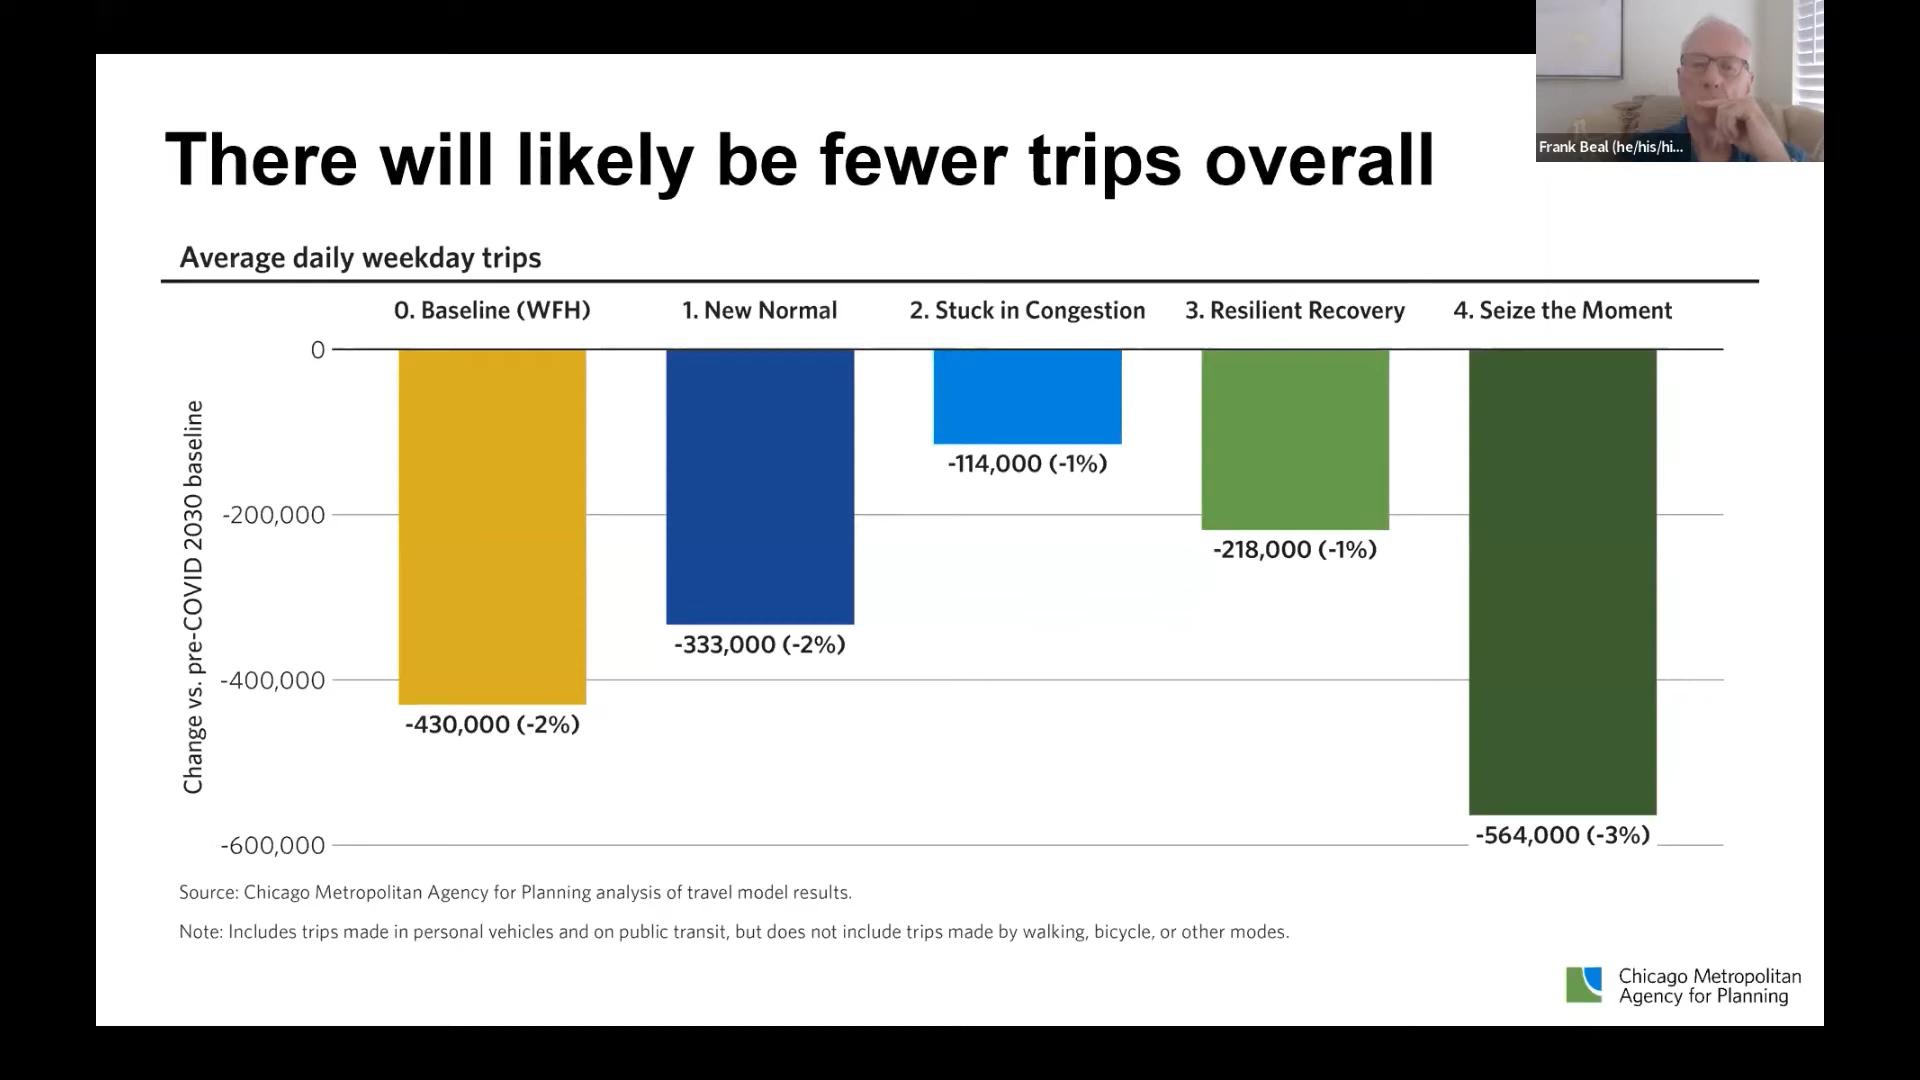 There will likely be fewer trips overall
Frank Beal (he/his/hi...
Average daily weekday trips
0. Baseline (WFH)
1. New Normal
2. Stuck in Congestion
3. Resilient Recovery
4. Seize the Moment
Change vs. pre-COVID 2030 baseline
0
-200,000
-400,000
-600,000
-430,000 (-2%)
-333,000 (-2%)
-114,000 (-1%)
-218,000 (-1%)
-564,000 (-3%)
Source: Chicago Metropolitan Agency for Planning analysis of travel model results.
Note: Includes trips made in personal vehicles and on public transit, but does not include trips made by walking, bicycle, or other modes.
Chicago Metropolitan
Agency for Planning